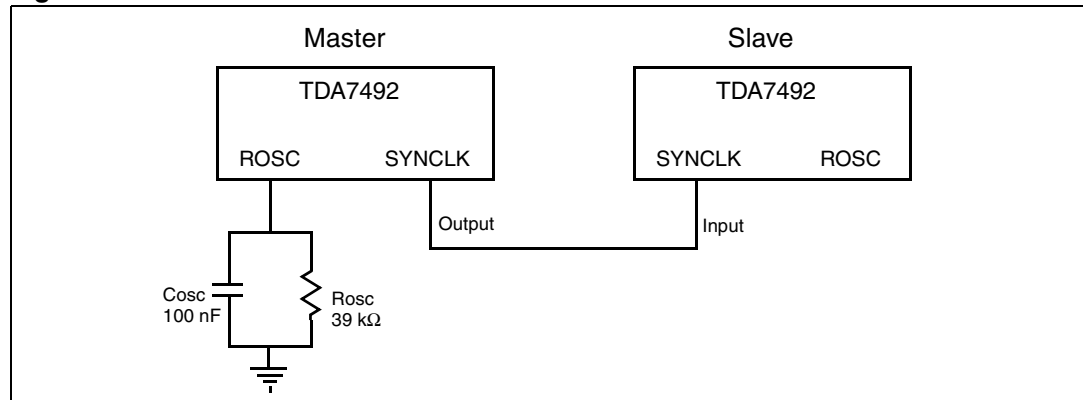 Master Slave
TDA7492 TDA7492
ROSC SYNCLK SYNCLK ROSC
Output Input
Cosc
100 nF
Rosc
39 kΩ